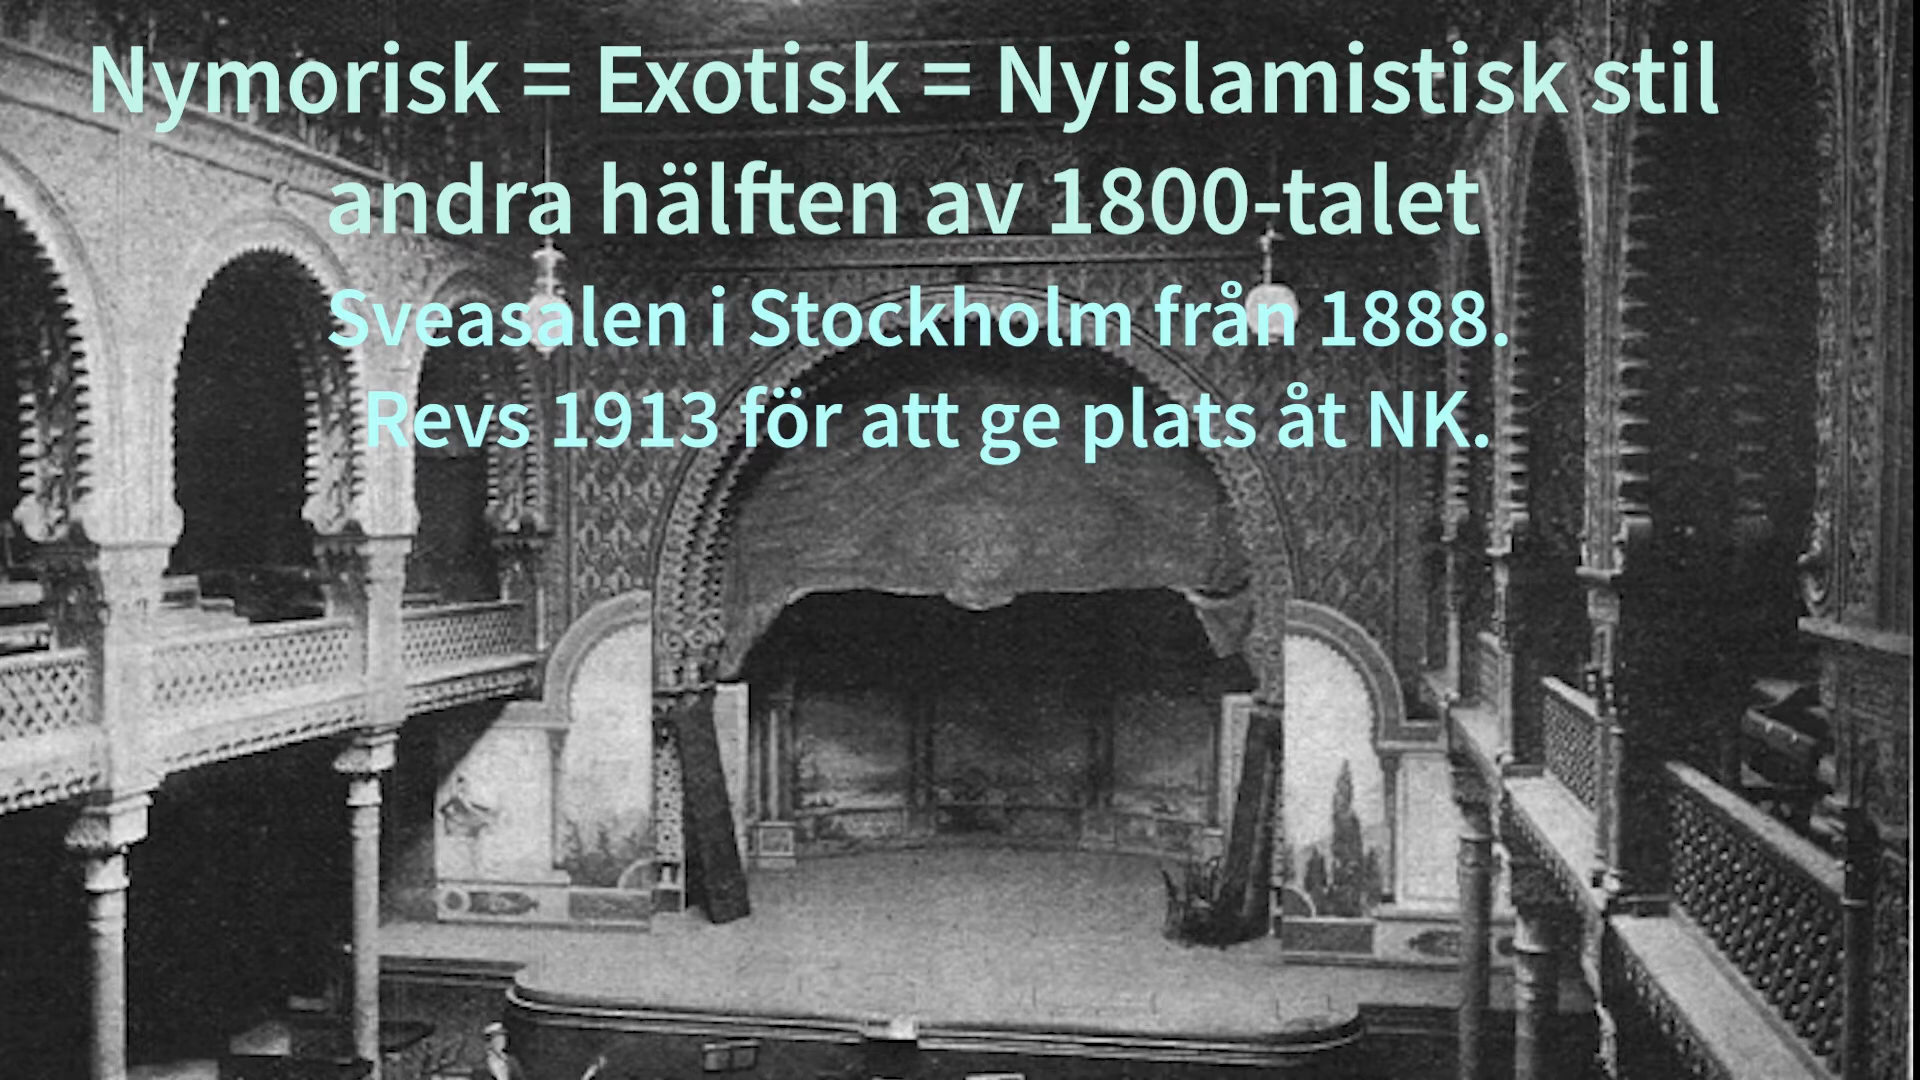 Nymorisk = Exotisk = Nyislamistisk stil
andra hälften av 1800-talet
Sveasalen i Stockholm från 1888.
Revs 1913 för att ge plats åt NK.